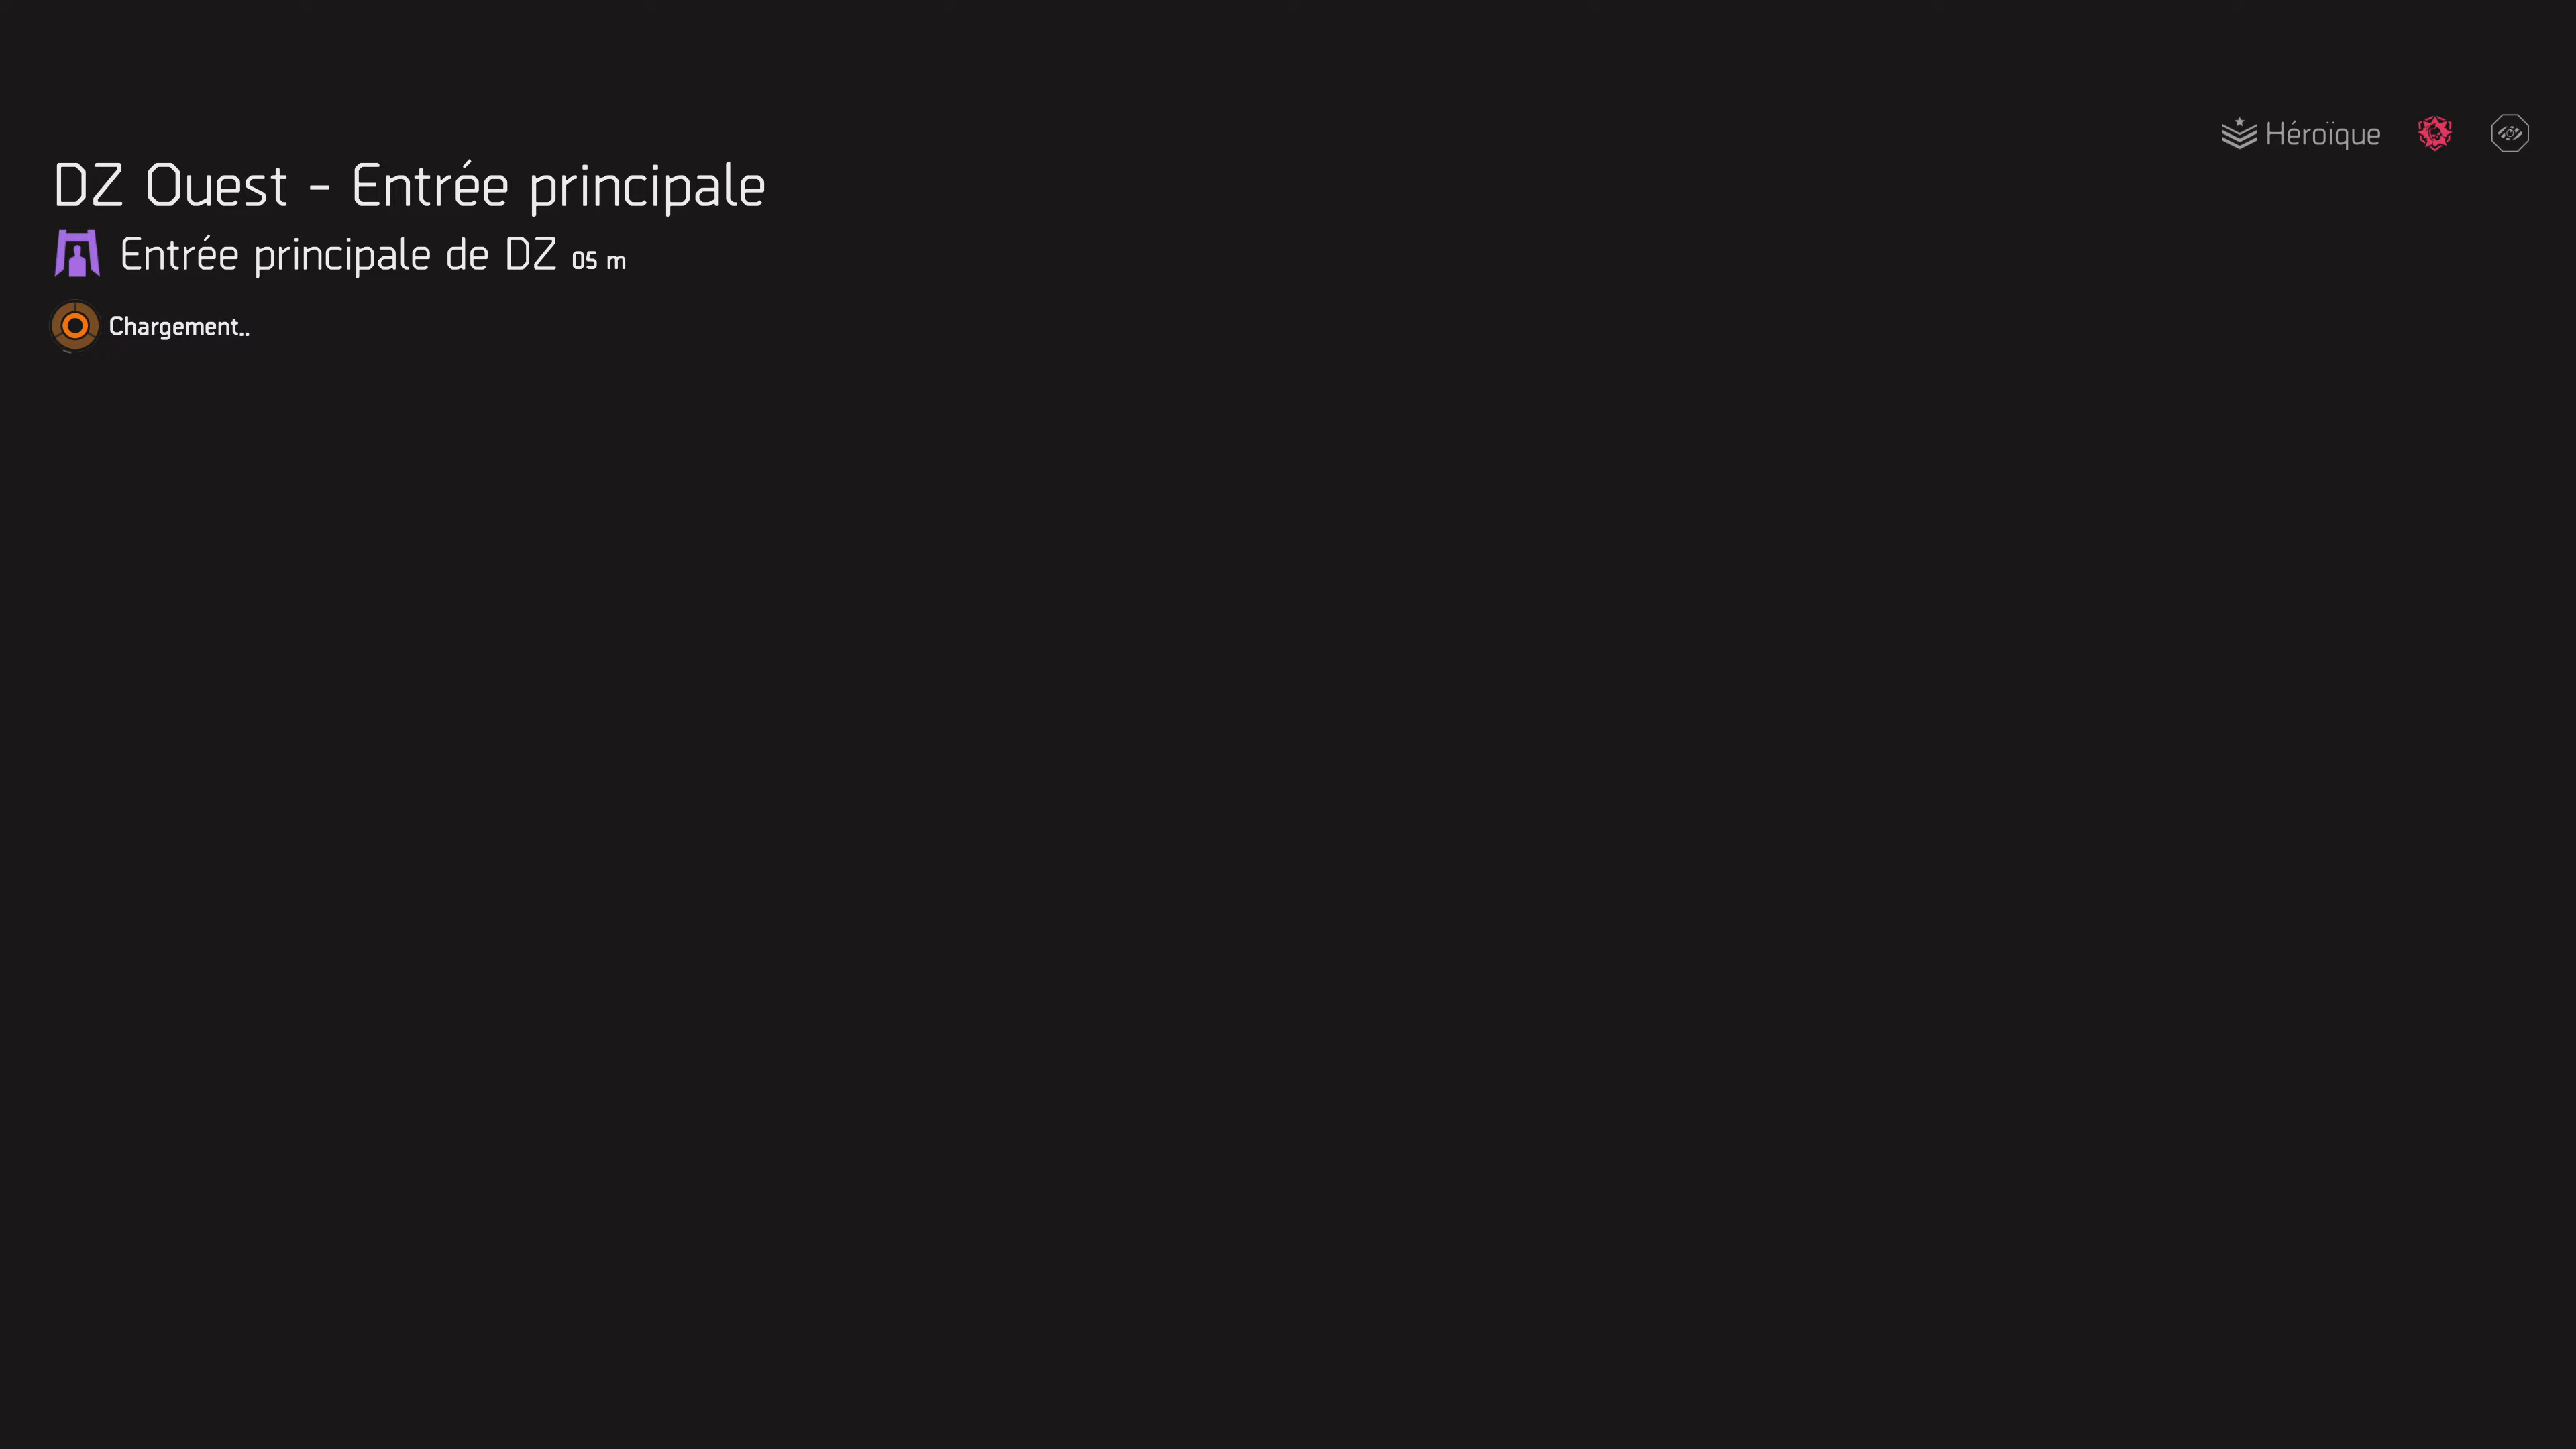 Héroïque
DZ Ouest - Entrée principale
Entrée principale de DZ 05 m
Chargement..